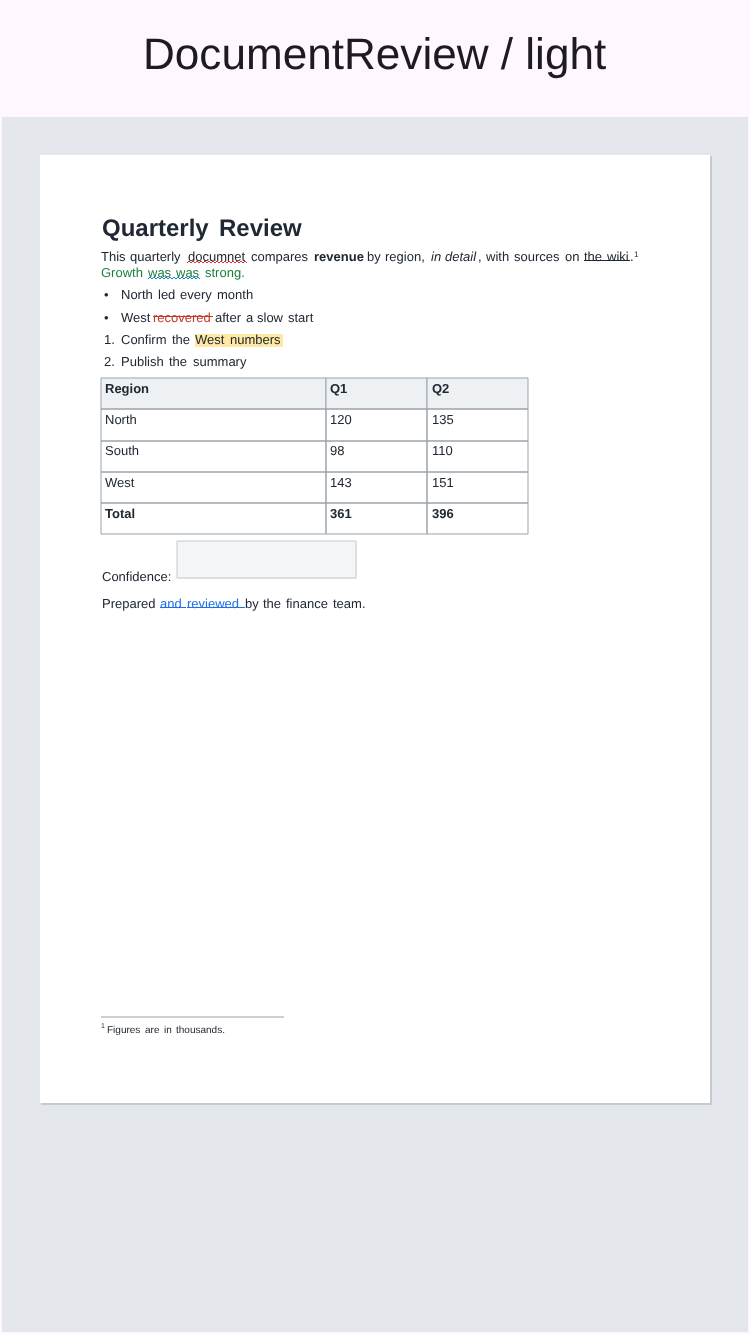 DocumentReview / light
Quarterly Review
This quarterly documnet compares revenue by region, in detail, with sources on the wiki.¹
Growth was was strong.
• North led every month
• West recovered after a slow start
1. Confirm the West numbers
2. Publish the summary
Region Q1 Q2
North 120 135
South 98 110
West 143 151
Total 361 396
Confidence:
Prepared and reviewed by the finance team.
¹ Figures are in thousands.